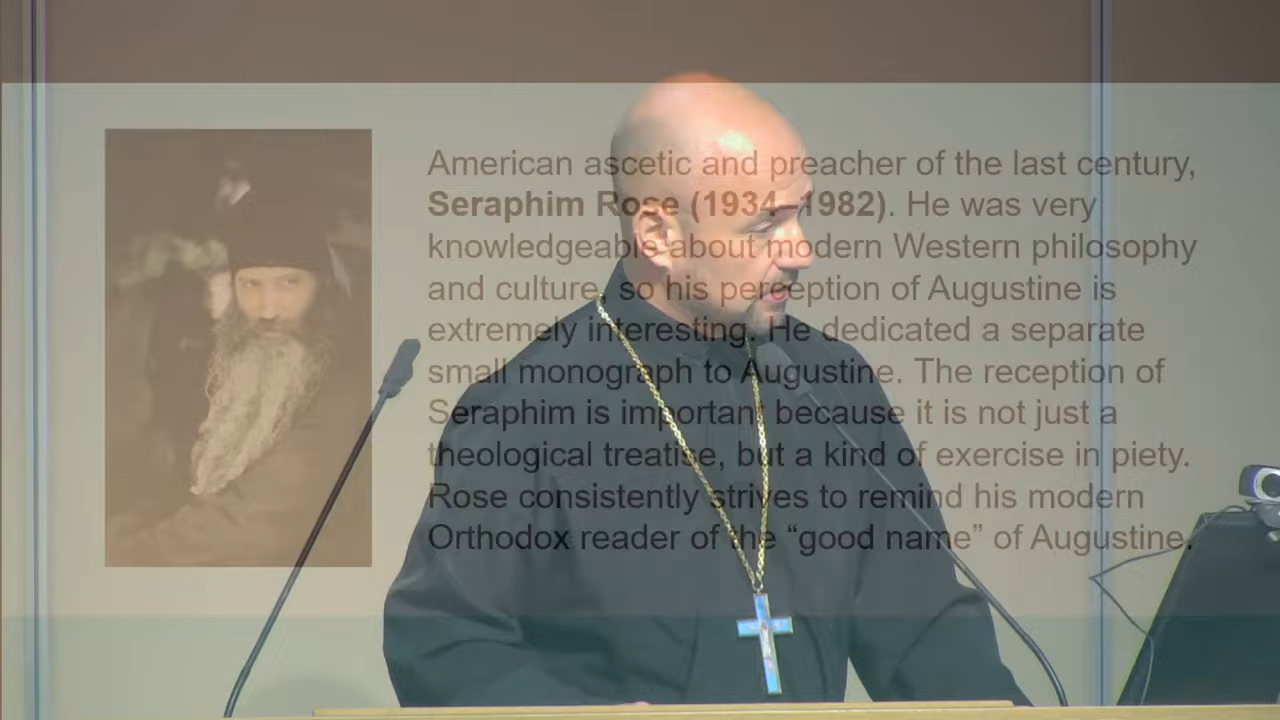 American ascetic and preacher of the last century,
Seraphim Rose (1934 - 1982). He was very
knowledgeable about modern Western philosophy
and culture, so his perception of Augustine is
extremely interesting. He dedicated a separate
small monograph to Augustine. The reception of
Seraphim is important because it is not just a
theological treatise, but a kind of exercise in piety.
Rose consistently strives to remind his modern
Orthodox reader of the “good name” of Augustine.